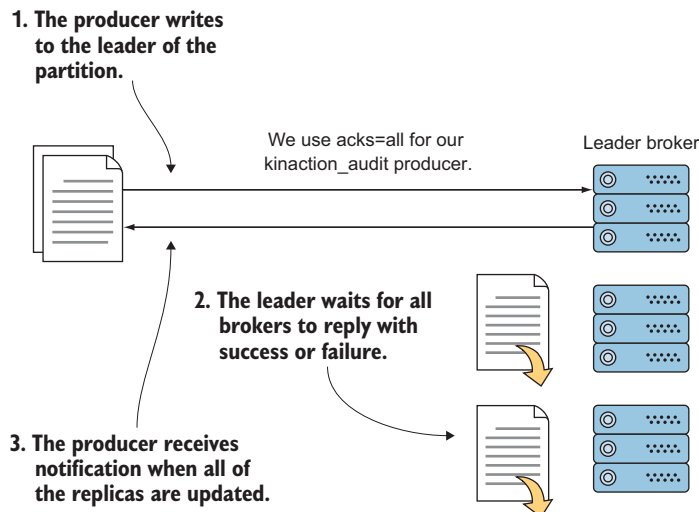 1. The producer writes
to the leader of the
partition.
We use acks=all for our
kinaction_audit producer.
Leader broker
2. The leader waits for all
brokers to reply with
success or failure.
3. The producer receives
notification when all of
the replicas are updated.